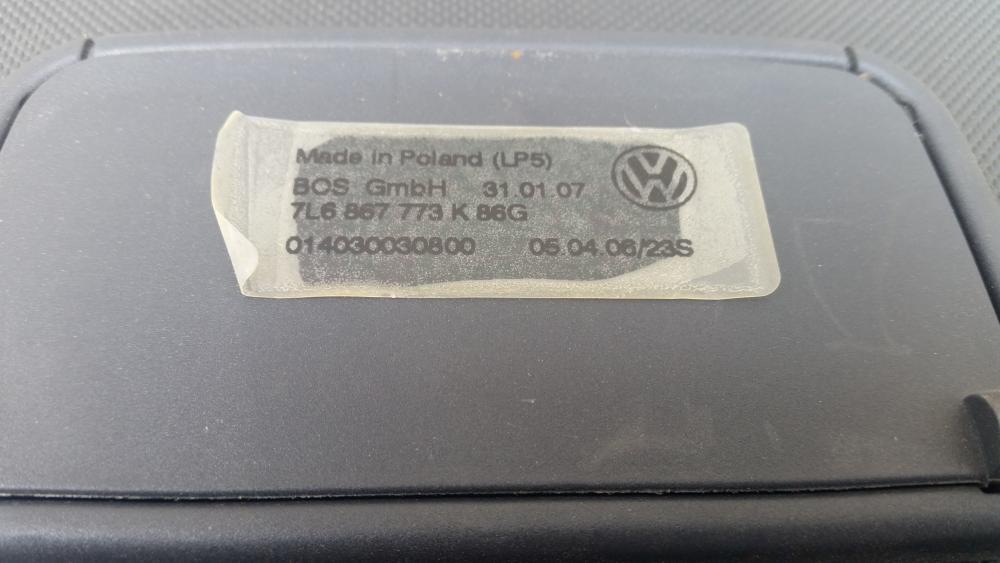 Made in Poland (LP5)
BOS GmbH 31.01.07
7L6 867 773 K 86G
014030030800 05.04.06/23S